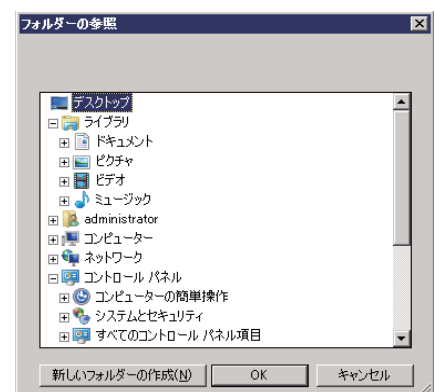 フォルダーの参照
デスクトップ
ライブラリ
ドキュメント
ピクチャ
ビデオ
ミュージック
administrator
コンピューター
ネットワーク
コントロール パネル
コンピューターの簡単操作
システムとセキュリティ
すべてのコントロール パネル項目
新しいフォルダーの作成(N) OK キャンセル